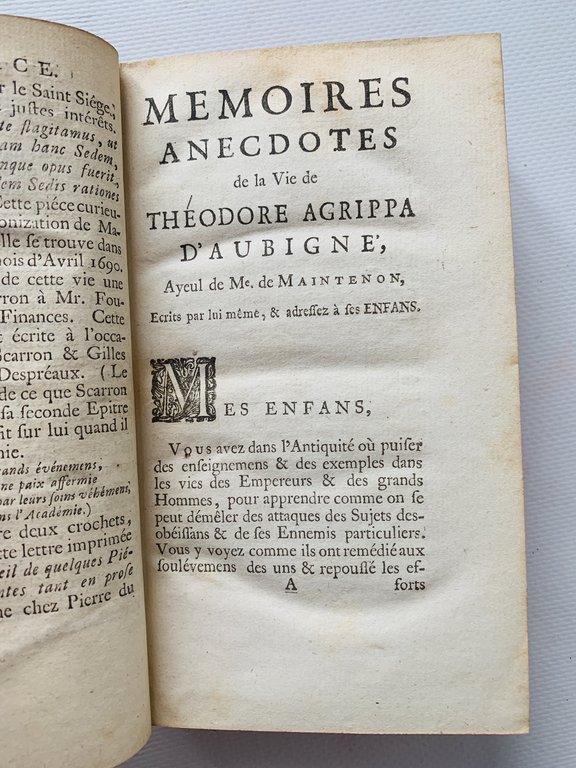 CE.
r le Saint Siége,
s justes intérêts.
te flagitamus, ut
am hanc Sedem,
nque opus fuerit,
dem Sedis rationes
Cette piéce curieu-
onization de Ma-
lle se trouve dans
nois d'Avril 1690.
de cette vie une
arron à Mr. Fou-
Finances. Cette
t écrite à l'occa-
Scarron & Gilles
Despréaux. (Le
de ce que Scarron
sa seconde Epitre
it sur lui quand il
nie.
rands événemens,
ne paix affermie
par leurs soins véhémens,
ns l'Académie.)
re deux crochets,
tte lettre imprimée
eil de quelques Pié-
ntes tant en prose
ne chez Pierre du
MEMOIRES
ANECDOTES
de la Vie de
THÉODORE AGRIPPA
D'AUBIGNÉ,
Ayeul de Me. de MAINTENON,
Ecrits par lui même, & adressez à ses ENFANS.
MES ENFANS,
Vous avez dans l'Antiquité où puiser
des enseignemens & des exemples dans
les vies des Empereurs & des grands
Hommes, pour apprendre comme on se
peut démêler des attaques des Sujets des-
obéissans & de ses Ennemis particuliers.
Vous y voyez comme ils ont remédié aux
soulévemens des uns & repoussé les ef-
A forts